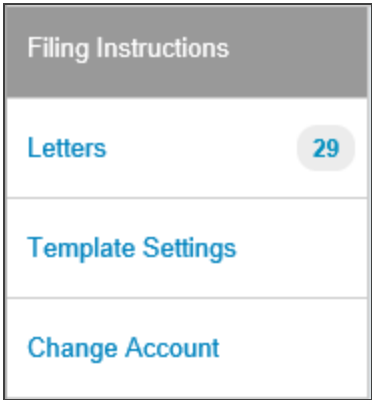 Filing Instructions
Letters 29
Template Settings
Change Account